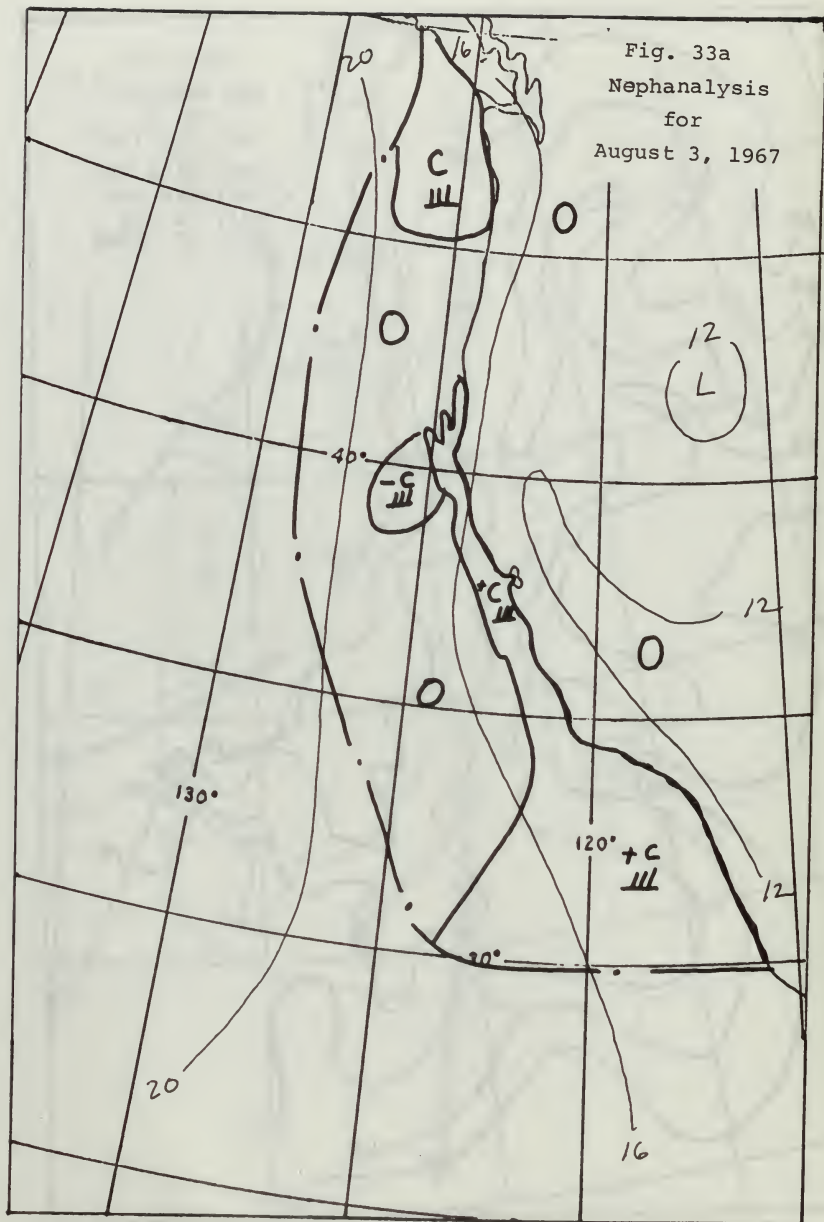 Fig. 33a
Nephanalysis
for
August 3, 1967
20
16
C
O
O
12
L
40°
-C
+C
12
O
O
130°
120°
+C
12
30°
20
16